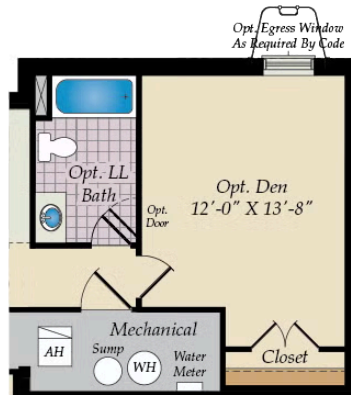 Opt. Egress Window
As Required By Code
Opt. LL
Bath
Opt.
Door
Opt. Den
12'-0" X 13'-8"
Mechanical
AH
Sump
WH
Water
Meter
Closet